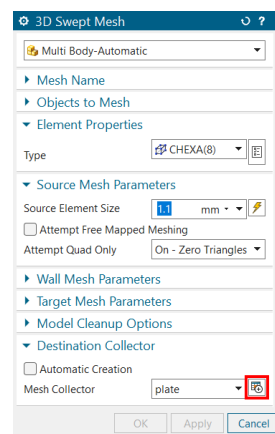 3D Swept Mesh
Multi Body-Automatic
Mesh Name
Objects to Mesh
Element Properties
Type CHEXA(8)
Source Mesh Parameters
Source Element Size 1.1 mm
Attempt Free Mapped Meshing
Attempt Quad Only On - Zero Triangles
Wall Mesh Parameters
Target Mesh Parameters
Model Cleanup Options
Destination Collector
Automatic Creation
Mesh Collector plate
OK Apply Cancel